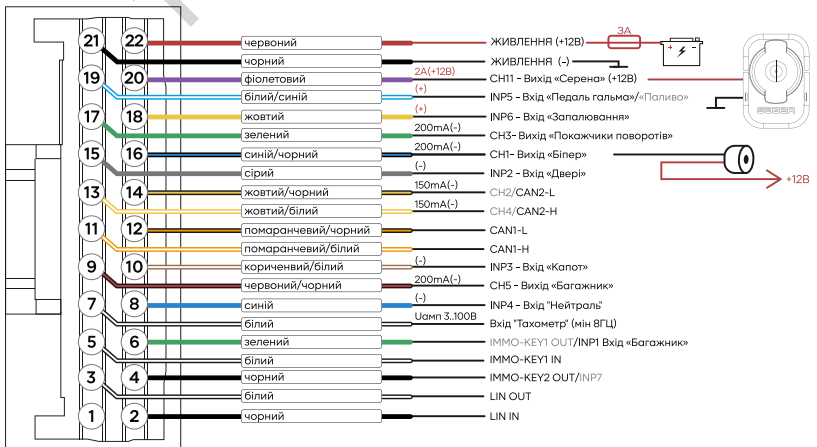 3А
21 22 червоний ЖИВЛЕННЯ (+12В)
чорний ЖИВЛЕННЯ (-)
19 20 фіолетовий 2А(+12В) CH11 - Вихід «Серена» (+12В)
білий/синій (+) INP5 - Вхід «Педаль гальма»/«Паливо»
17 18 жовтий (+) INP6 - Вхід «Запалювання»
зелений 200mA(-) CH3- Вихід «Покажчики поворотів»
15 16 синій/чорний 200mA(-) CH1- Вихід «Біпер»
сірий (-) INP2 - Вхід «Двері»
+12В
13 14 жовтий/чорний 150mA(-) CH2/CAN2-L
жовтий/білий 150mA(-) CH4/CAN2-H
11 12 помаранчевий/чорний CAN1-L
помаранчевий/білий CAN1-H
9 10 коричневий/білий (-) INP3 - Вхід «Капот»
червоний/чорний 200mA(-) CH5 - Вихід «Багажник»
7 8 синій (-) INP4 - Вхід "Нейтраль"
білий Uамп 3..100В Вхід "Тахометр" (мін 8ГЦ)
5 6 зелений IMMO-KEY1 OUT/INP1 Вхід «Багажник»
білий IMMO-KEY1 IN
3 4 чорний IMMO-KEY2 OUT/INP7
білий LIN OUT
1 2 чорний LIN IN